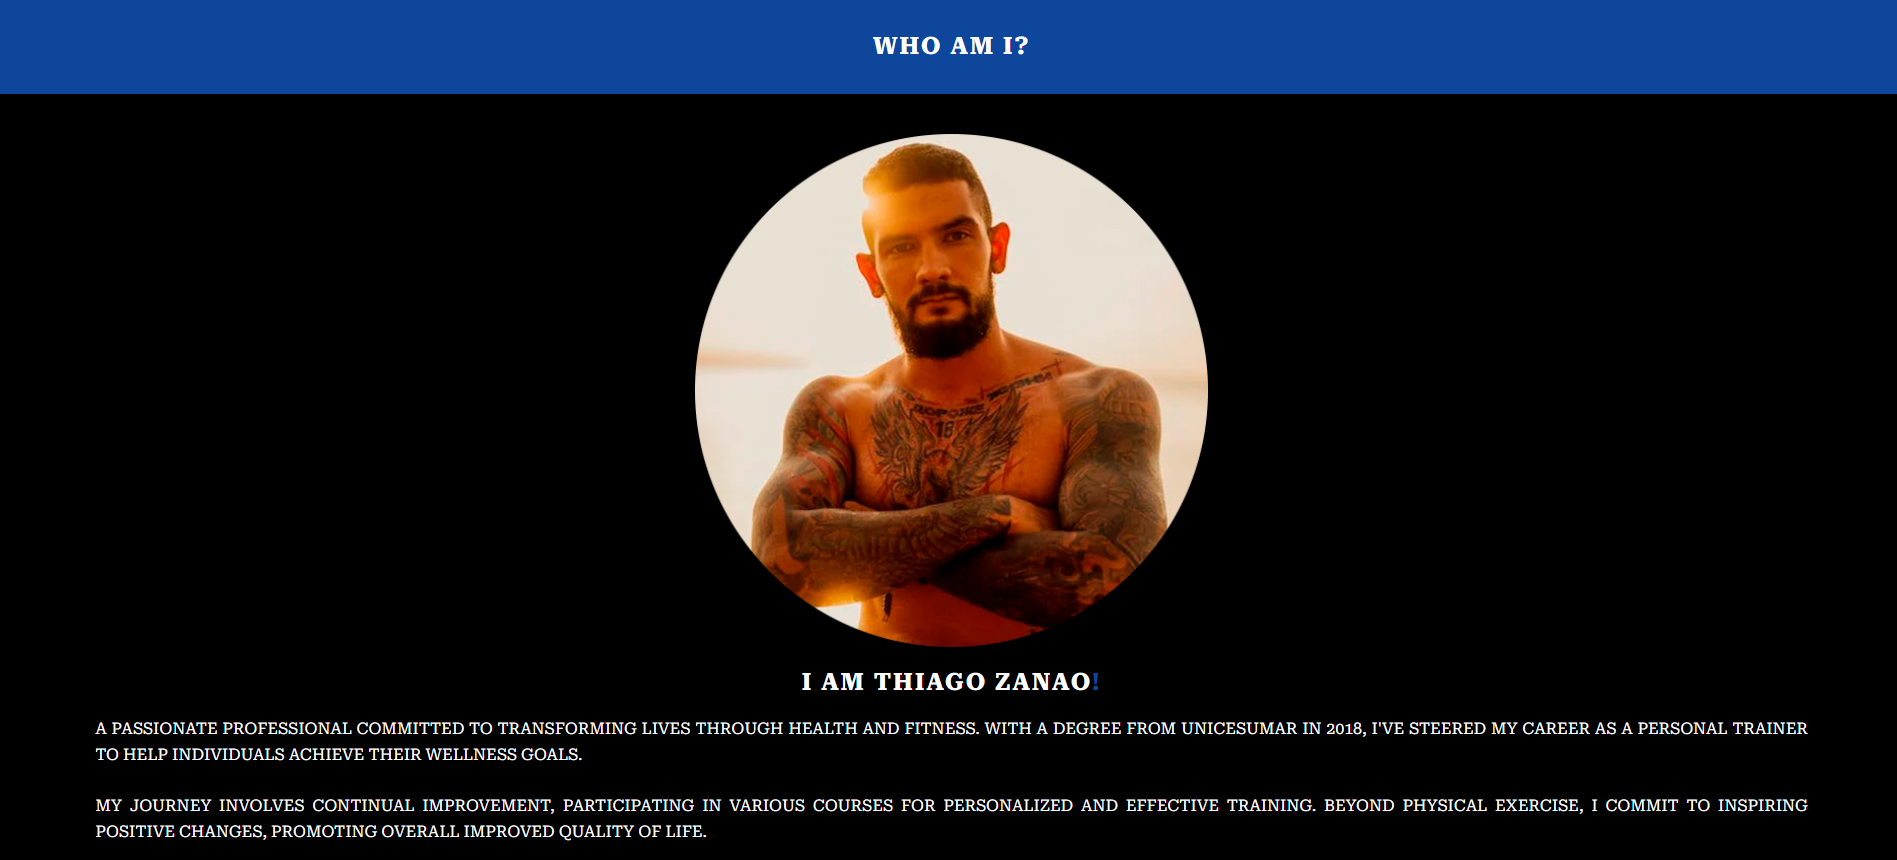 WHO AM I?
18
I AM THIAGO ZANAO!
A PASSIONATE PROFESSIONAL COMMITTED TO TRANSFORMING LIVES THROUGH HEALTH AND FITNESS. WITH A DEGREE FROM UNICESUMAR IN 2018, I'VE STEERED MY CAREER AS A PERSONAL TRAINER
TO HELP INDIVIDUALS ACHIEVE THEIR WELLNESS GOALS.
MY JOURNEY INVOLVES CONTINUAL IMPROVEMENT, PARTICIPATING IN VARIOUS COURSES FOR PERSONALIZED AND EFFECTIVE TRAINING. BEYOND PHYSICAL EXERCISE, I COMMIT TO INSPIRING
POSITIVE CHANGES, PROMOTING OVERALL IMPROVED QUALITY OF LIFE.